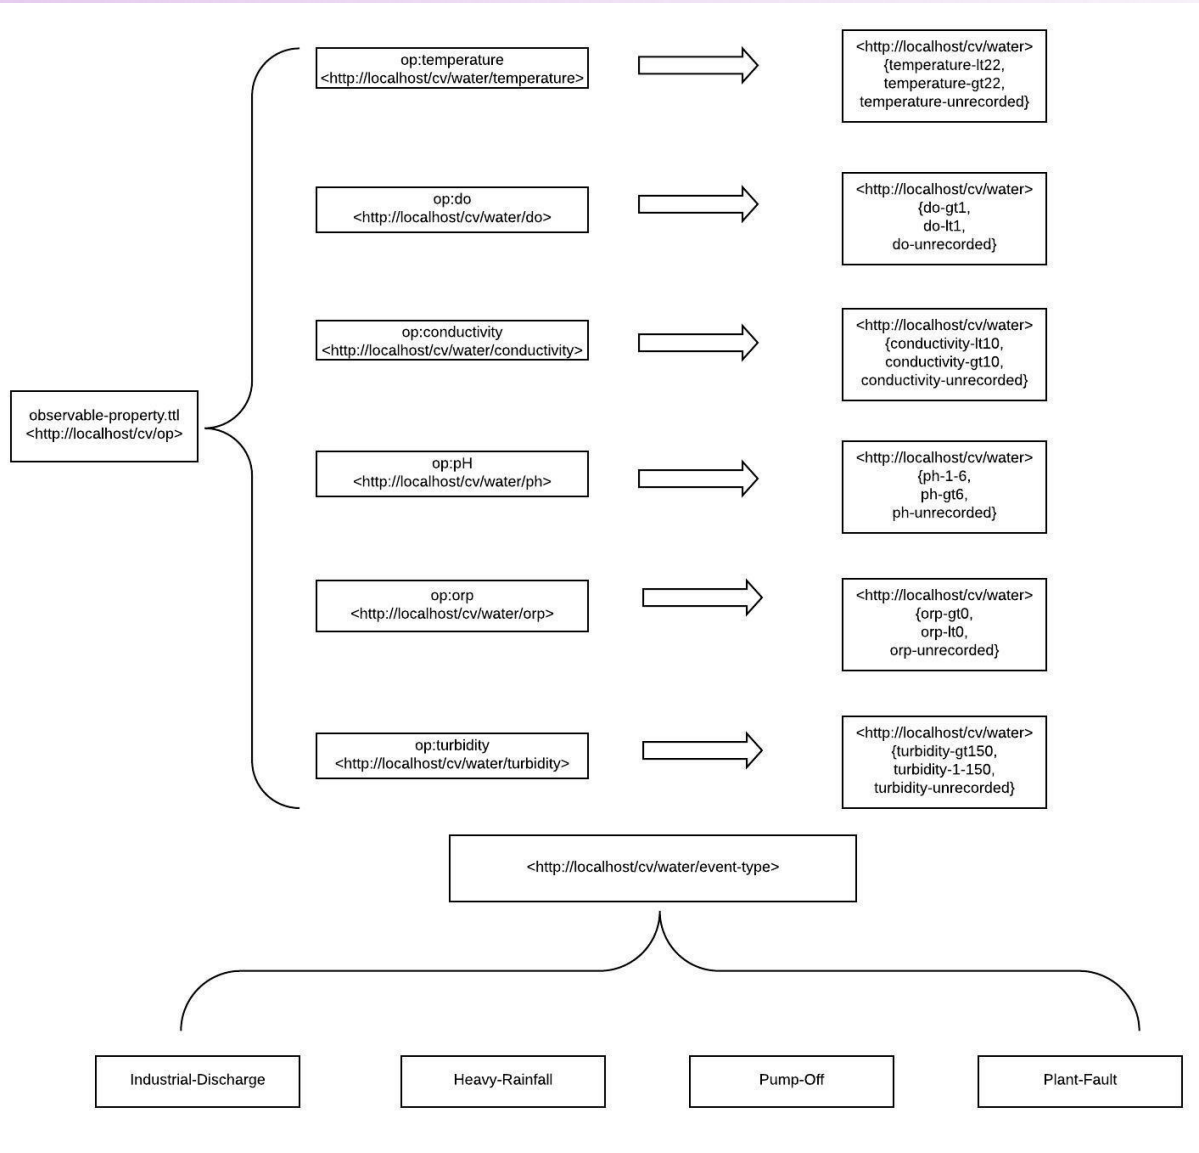 op:temperature
<http://localhost/cv/water/temperature>
<http://localhost/cv/water>
{temperature-lt22,
temperature-gt22,
temperature-unrecorded}
op:do
<http://localhost/cv/water/do>
<http://localhost/cv/water>
{do-gt1,
do-lt1,
do-unrecorded}
op:conductivity
<http://localhost/cv/water/conductivity>
<http://localhost/cv/water>
{conductivity-lt10,
conductivity-gt10,
conductivity-unrecorded}
observable-property.ttl
<http://localhost/cv/op>
op:pH
<http://localhost/cv/water/ph>
<http://localhost/cv/water>
{ph-1-6,
ph-gt6,
ph-unrecorded}
op:orp
<http://localhost/cv/water/orp>
<http://localhost/cv/water>
{orp-gt0,
orp-lt0,
orp-unrecorded}
op:turbidity
<http://localhost/cv/water/turbidity>
<http://localhost/cv/water>
{turbidity-gt150,
turbidity-1-150,
turbidity-unrecorded}
<http://localhost/cv/water/event-type>
Industrial-Discharge
Heavy-Rainfall
Pump-Off
Plant-Fault